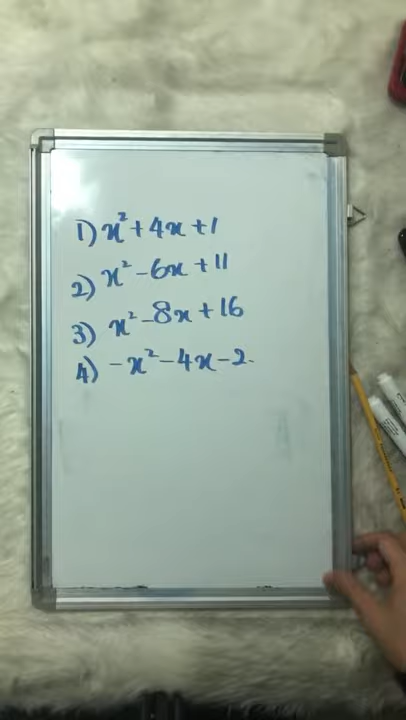 1) x² + 4x + 1
2) x² - 6x + 11
3) x² - 8x + 16
4) -x² - 4x - 2.